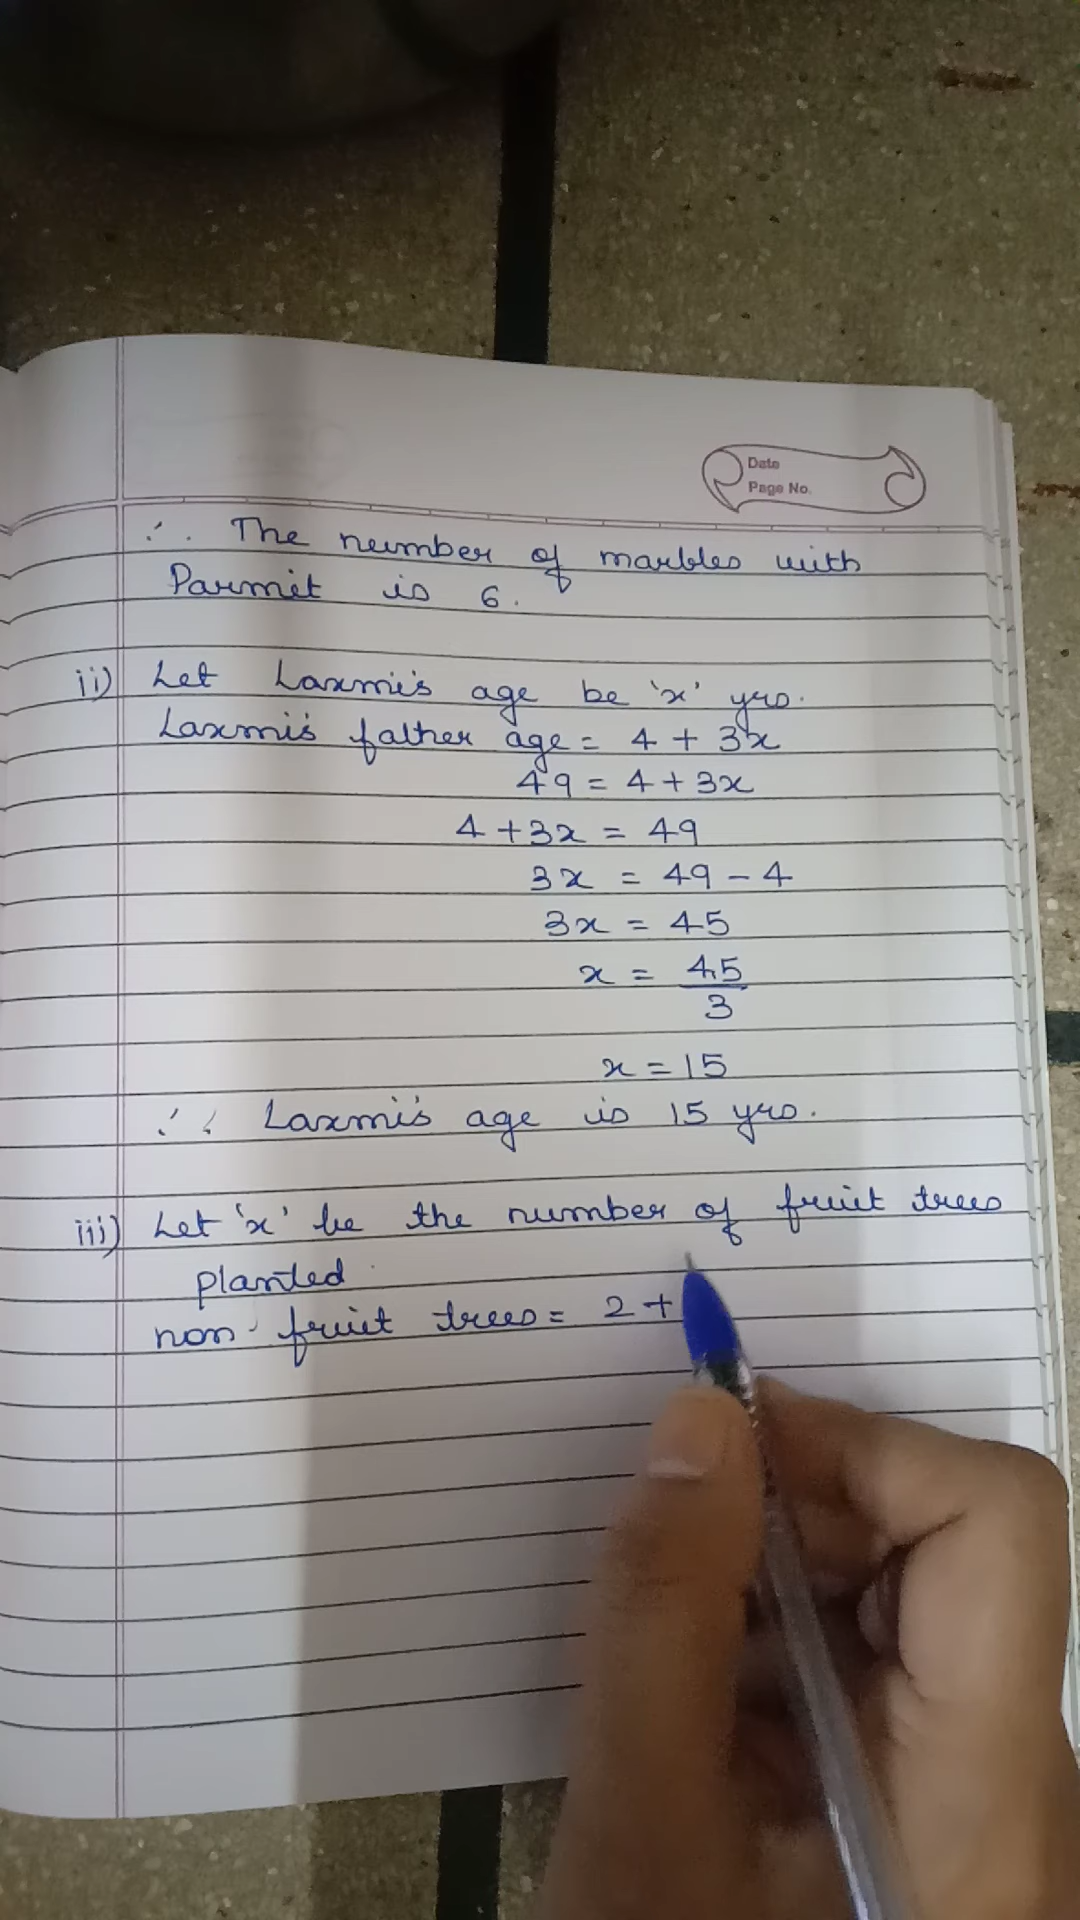 Date
Page No.
∴ The number of marbles with
Parmit is 6.
ii) Let Laxmi's age be 'x' yrs.
Laxmi's father age = 4 + 3x
49 = 4 + 3x
4 + 3x = 49
3x = 49 - 4
3x = 45
x = 45/3
x = 15
∴ Laxmi's age is 15 yrs.
iii) Let 'x' be the number of fruit trees
planted
non-fruit trees = 2 +